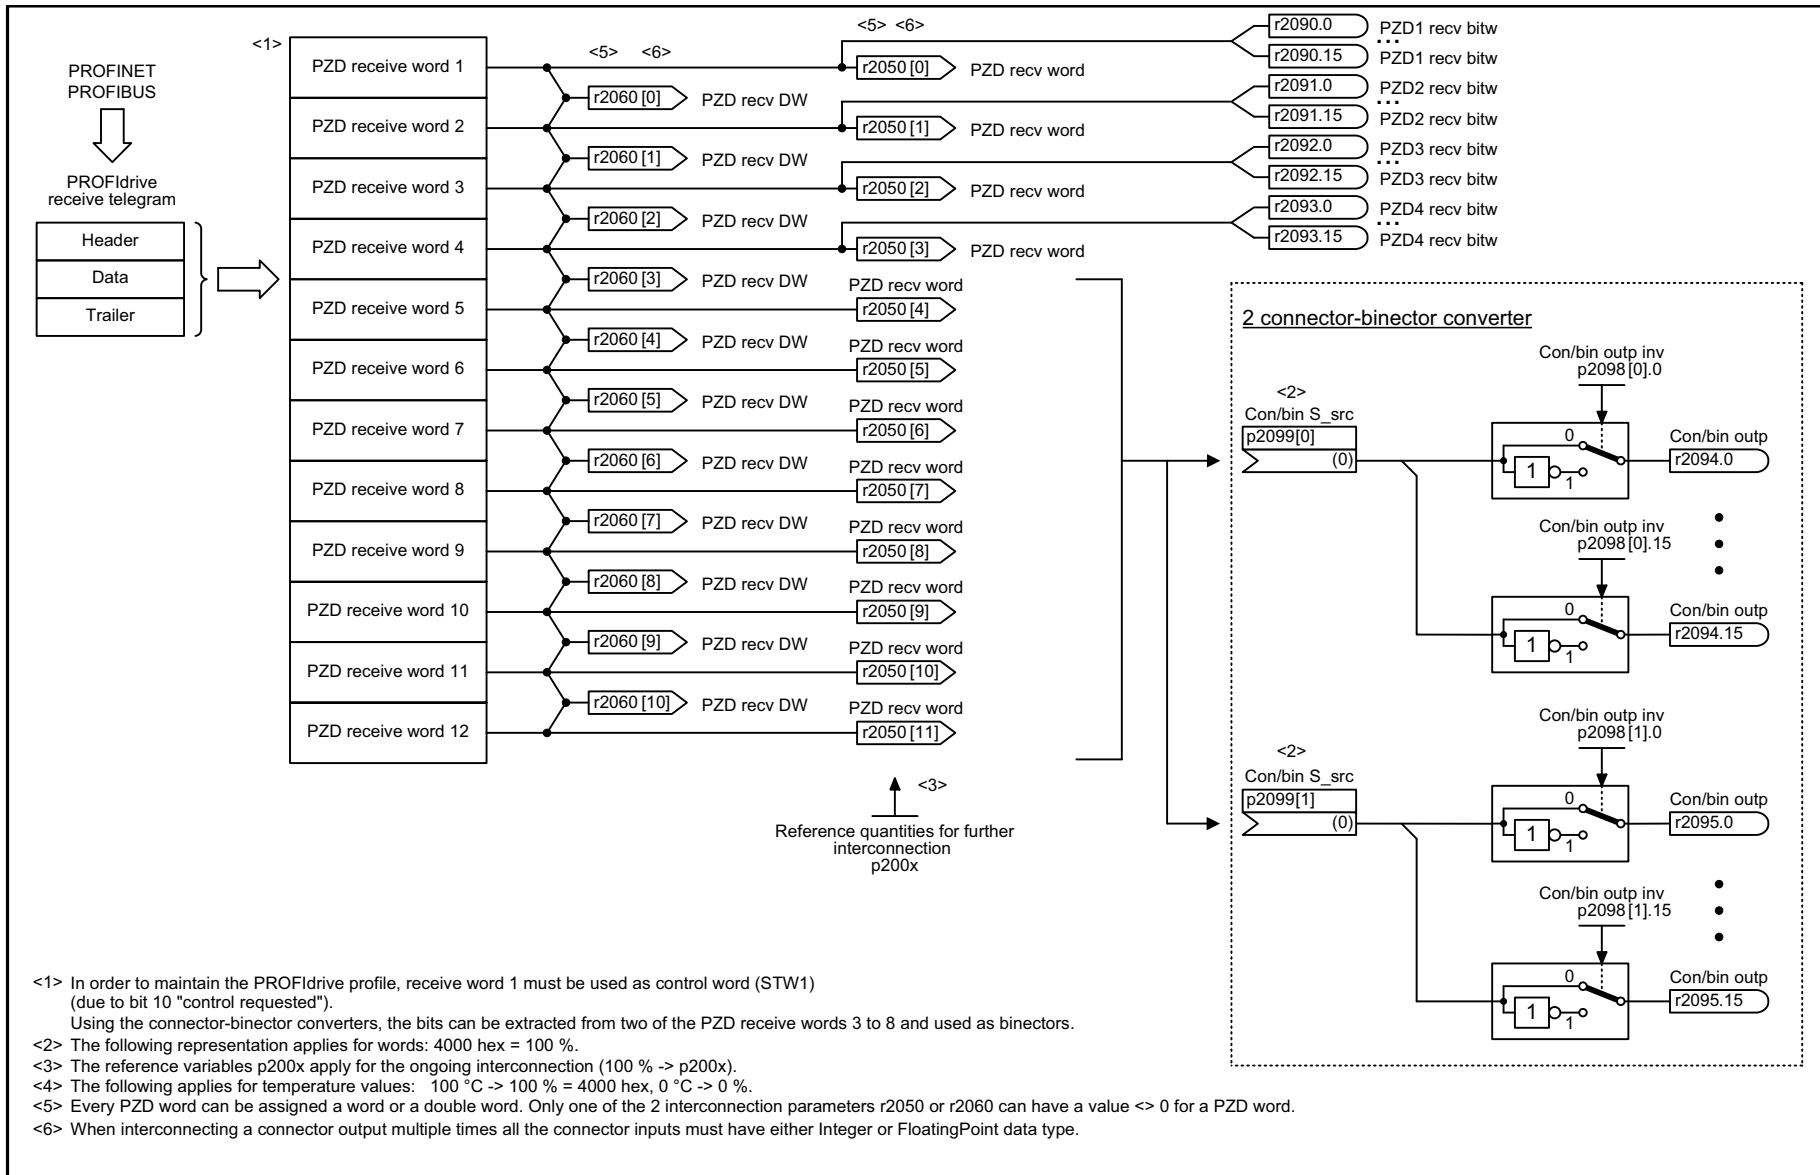 <1>
PROFINET
PROFIBUS
PROFIdrive
receive telegram
Header
Data
Trailer
PZD receive word 1
PZD receive word 2
PZD receive word 3
PZD receive word 4
PZD receive word 5
PZD receive word 6
PZD receive word 7
PZD receive word 8
PZD receive word 9
PZD receive word 10
PZD receive word 11
PZD receive word 12
<5> <6>
r2060 [0] PZD recv DW
r2060 [1] PZD recv DW
r2060 [2] PZD recv DW
r2060 [3] PZD recv DW
r2060 [4] PZD recv DW
r2060 [5] PZD recv DW
r2060 [6] PZD recv DW
r2060 [7] PZD recv DW
r2060 [8] PZD recv DW
r2060 [9] PZD recv DW
r2060 [10] PZD recv DW
<5> <6>
r2050 [0] PZD recv word
r2050 [1] PZD recv word
r2050 [2] PZD recv word
r2050 [3] PZD recv word
PZD recv word
r2050 [4]
PZD recv word
r2050 [5]
PZD recv word
r2050 [6]
PZD recv word
r2050 [7]
PZD recv word
r2050 [8]
PZD recv word
r2050 [9]
PZD recv word
r2050 [10]
PZD recv word
r2050 [11]
<3>
Reference quantities for further
interconnection
p200x
r2090.0 PZD1 recv bitw
...
r2090.15 PZD1 recv bitw
r2091.0 PZD2 recv bitw
...
r2091.15 PZD2 recv bitw
r2092.0 PZD3 recv bitw
...
r2092.15 PZD3 recv bitw
r2093.0 PZD4 recv bitw
...
r2093.15 PZD4 recv bitw
2 connector-binector converter
<2>
Con/bin S_src
p2099[0]
(0)
Con/bin outp inv
p2098 [0].0
0
1
1
Con/bin outp
r2094.0
Con/bin outp inv
p2098 [0].15
0
1
1
Con/bin outp
r2094.15
<2>
Con/bin S_src
p2099[1]
(0)
Con/bin outp inv
p2098 [1].0
0
1
1
Con/bin outp
r2095.0
Con/bin outp inv
p2098 [1].15
0
1
1
Con/bin outp
r2095.15
<1> In order to maintain the PROFIdrive profile, receive word 1 must be used as control word (STW1)
(due to bit 10 "control requested").
Using the connector-binector converters, the bits can be extracted from two of the PZD receive words 3 to 8 and used as binectors.
<2> The following representation applies for words: 4000 hex = 100 %.
<3> The reference variables p200x apply for the ongoing interconnection (100 % -> p200x).
<4> The following applies for temperature values: 100 °C -> 100 % = 4000 hex, 0 °C -> 0 %.
<5> Every PZD word can be assigned a word or a double word. Only one of the 2 interconnection parameters r2050 or r2060 can have a value <> 0 for a PZD word.
<6> When interconnecting a connector output multiple times all the connector inputs must have either Integer or FloatingPoint data type.